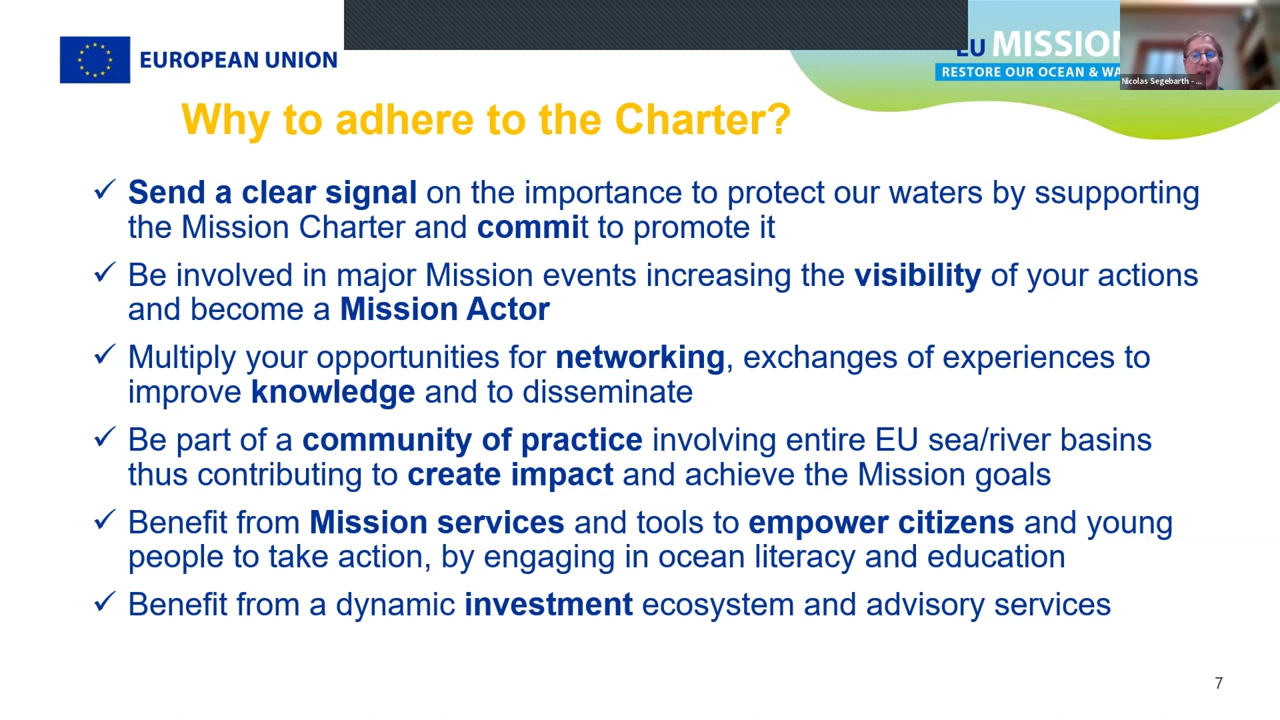 EUROPEAN UNION
EU MISSION
RESTORE OUR OCEAN & WA
Nicolas Segebarth - ...
Why to adhere to the Charter?
✓ Send a clear signal on the importance to protect our waters by ssupporting
the Mission Charter and commit to promote it
✓ Be involved in major Mission events increasing the visibility of your actions
and become a Mission Actor
✓ Multiply your opportunities for networking, exchanges of experiences to
improve knowledge and to disseminate
✓ Be part of a community of practice involving entire EU sea/river basins
thus contributing to create impact and achieve the Mission goals
✓ Benefit from Mission services and tools to empower citizens and young
people to take action, by engaging in ocean literacy and education
✓ Benefit from a dynamic investment ecosystem and advisory services
7